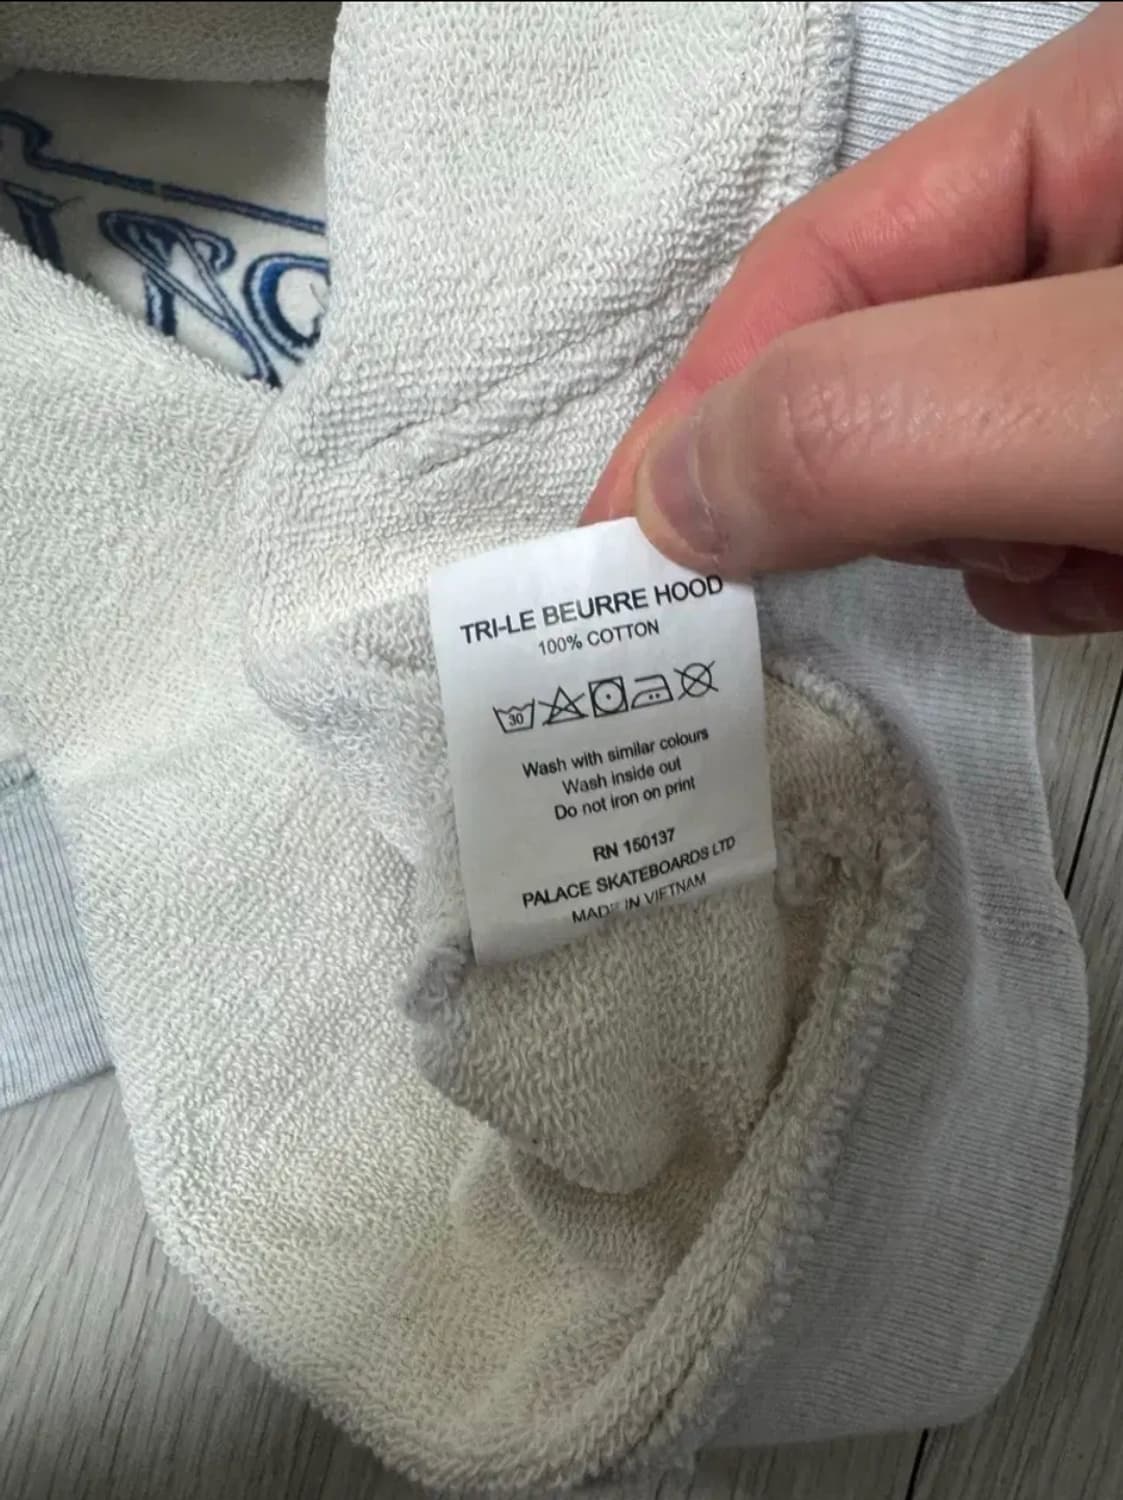 TRI-LE BEURRE HOOD
100% COTTON
30
Wash with similar colours
Wash inside out
Do not iron on print
RN 150137
PALACE SKATEBOARDS LTD
MADE IN VIETNAM